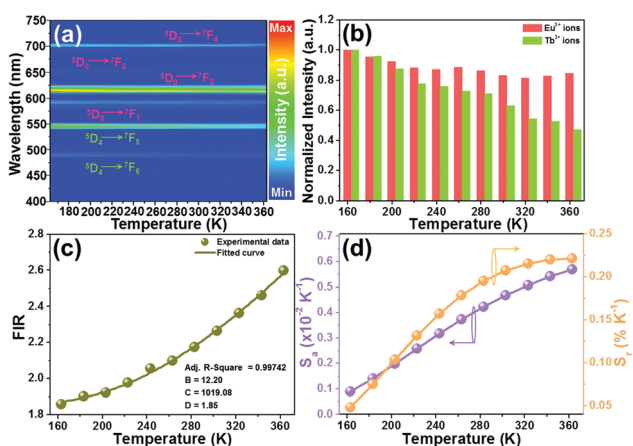 (a)
⁵D₀→⁷F₄
⁵D₀→⁷F₃
⁵D₀→⁷F₂
⁵D₀→⁷F₁
⁵D₄→⁷F₅
⁵D₄→⁷F₆
Wavelength (nm)
750
700
650
600
550
500
450
400
180 200 220 240 260 280 300 320 340 360
Temperature (K)
Max
Intensity (a.u.)
Min
(b)
Eu³⁺ ions
Tb³⁺ ions
Normalized Intensity (a.u.)
1.2
1.0
0.8
0.6
0.4
0.2
0.0
160 200 240 280 320 360
Temperature (K)
(c)
Experimental data
Fitted curve
FIR
2.8
2.6
2.4
2.2
2.0
1.8
Adj. R-Square = 0.99742
B = 12.20
C = 1019.08
D = 1.85
160 200 240 280 320 360
Temperature (K)
(d)
Sₐ (x10⁻² K⁻¹)
0.7
0.6
0.5
0.4
0.3
0.2
0.1
0.0
160 200 240 280 320 360
Temperature (K)
0.25
0.20
0.15
0.10
0.05
Sᵣ (% K⁻¹)